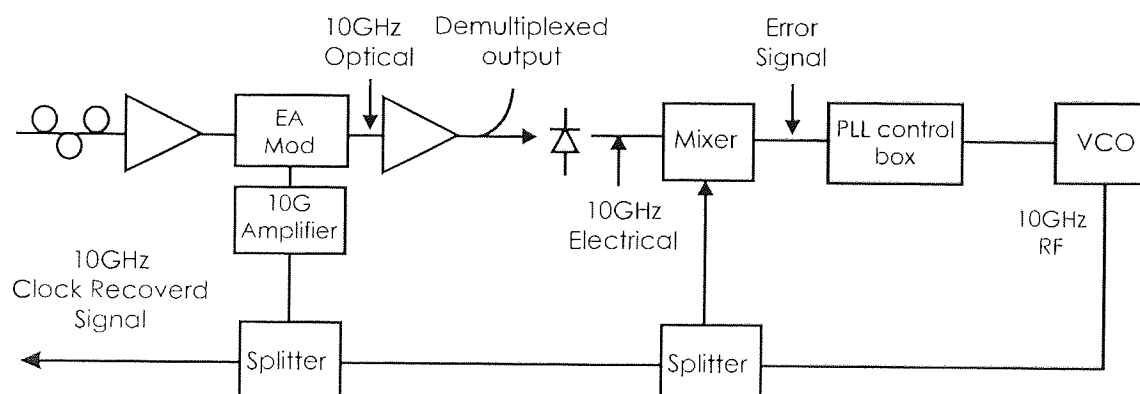 10GHz
Optical
Demultiplexed
output
Error
Signal
EA
Mod
Mixer
PLL control
box
VCO
10G
Amplifier
10GHz
Electrical
10GHz
RF
10GHz
Clock Recoverd
Signal
Splitter
Splitter